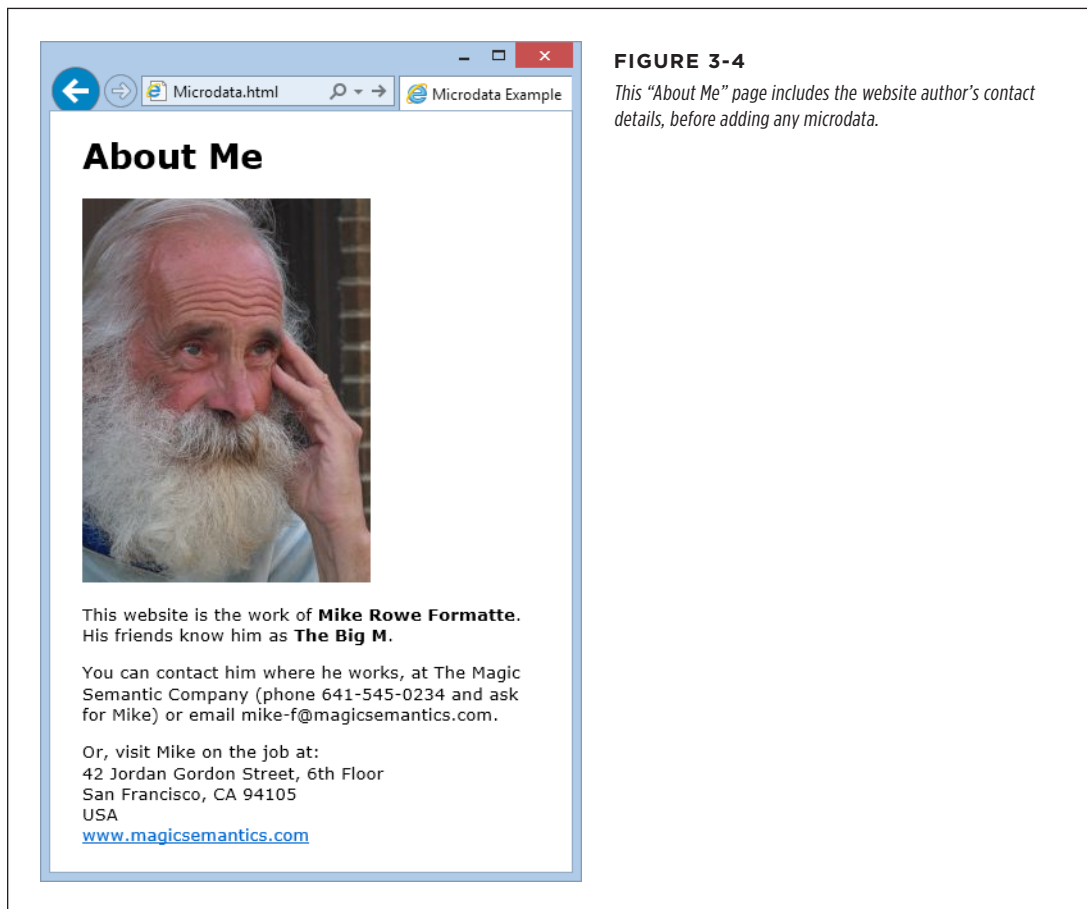 Microdata.html
Microdata Example
About Me
This website is the work of Mike Rowe Formatte.
His friends know him as The Big M.
You can contact him where he works, at The Magic
Semantic Company (phone 641-545-0234 and ask
for Mike) or email mike-f@magicsemantics.com.
Or, visit Mike on the job at:
42 Jordan Gordon Street, 6th Floor
San Francisco, CA 94105
USA
www.magicsemantics.com
FIGURE 3-4
This “About Me” page includes the website author’s contact
details, before adding any microdata.